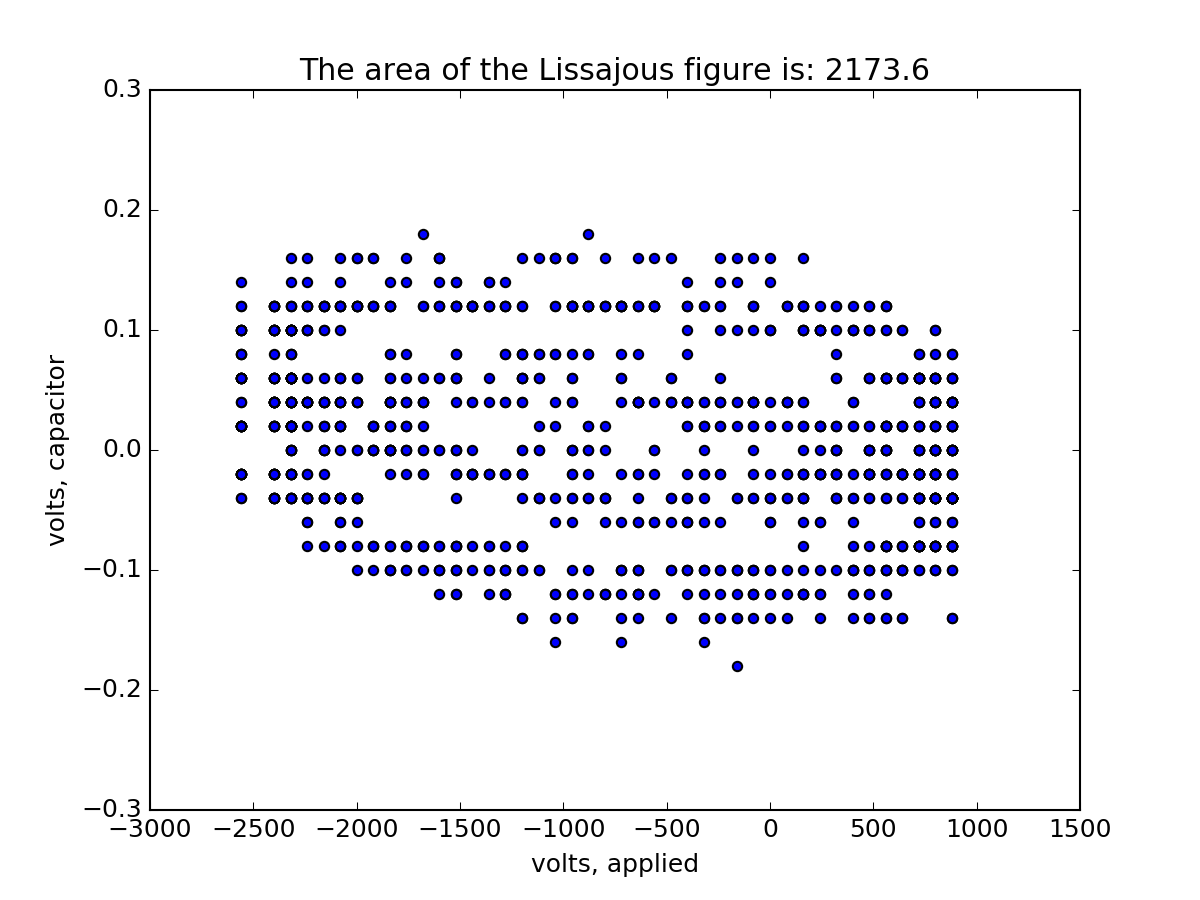 The area of the Lissajous figure is: 2173.6
0.3
0.2
0.1
0.0
−0.1
−0.2
−0.3
volts, capacitor
−3000 −2500 −2000 −1500 −1000 −500 0 500 1000 1500
volts, applied